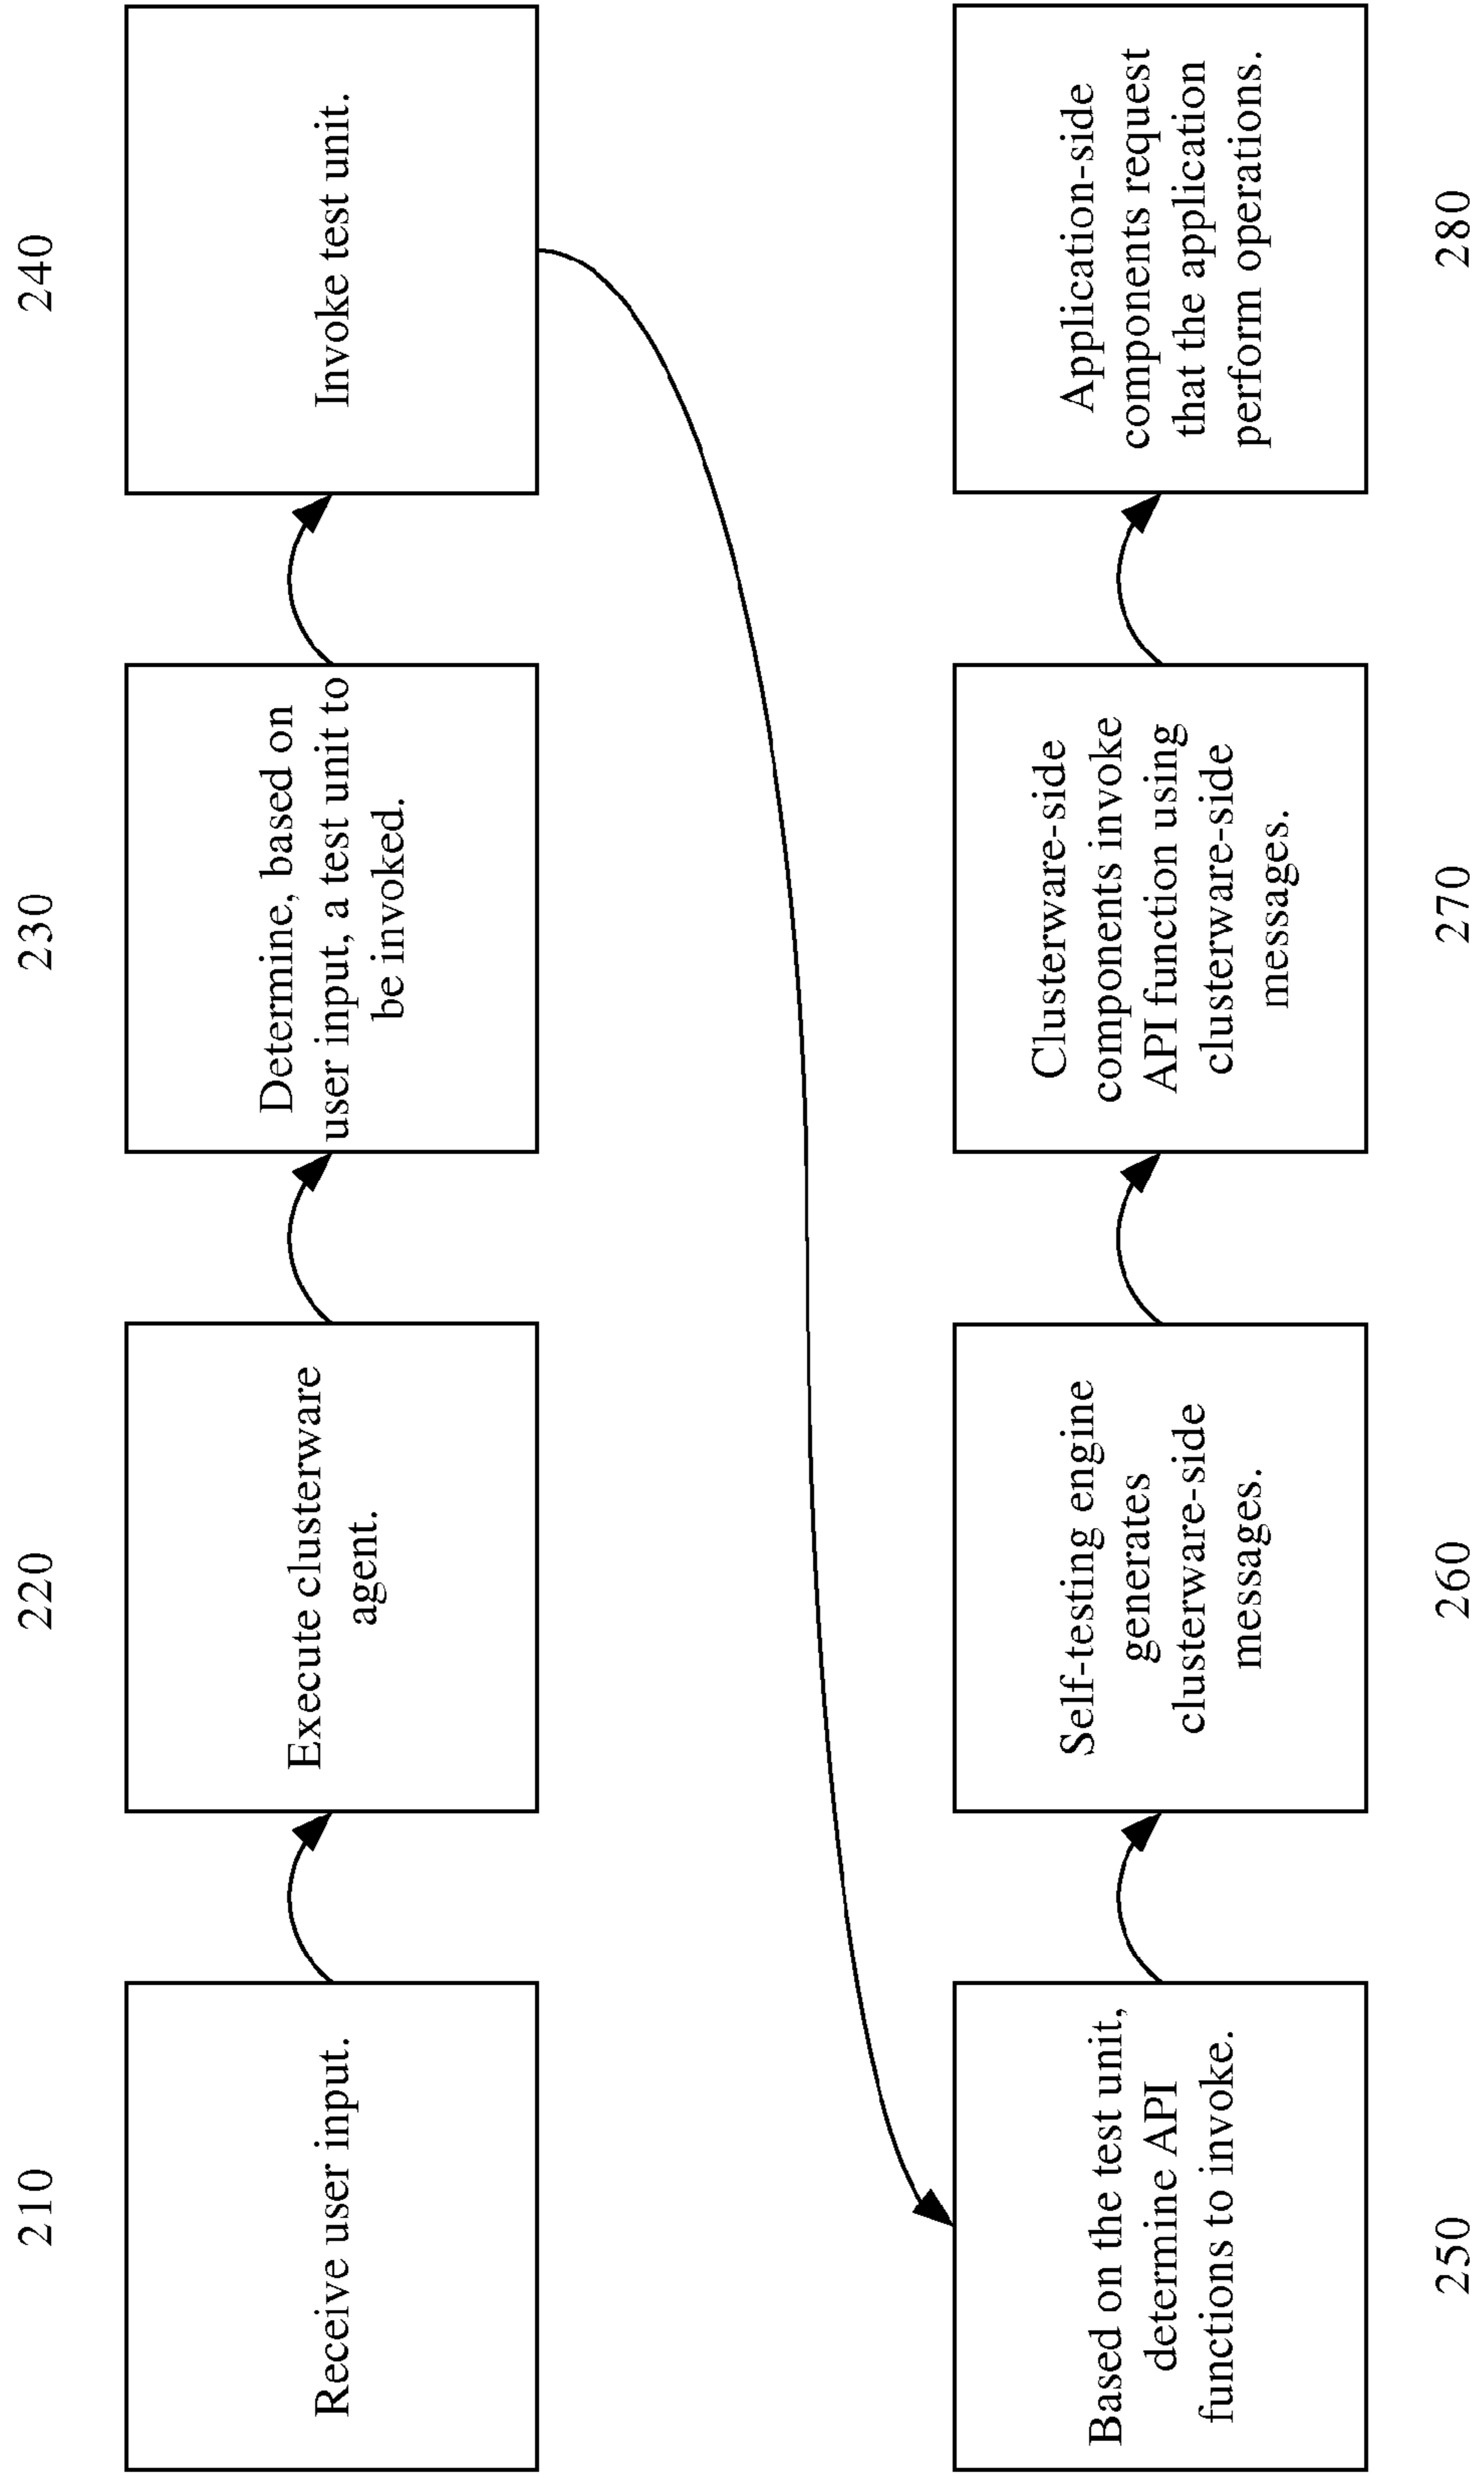 210
Receive user input.
220
Execute clusterware
agent.
230
Determine, based on
user input, a test unit to
be invoked.
240
Invoke test unit.
Based on the test unit,
determine API
functions to invoke.
250
Self-testing engine
generates
clusterware-side
messages.
260
Clusterware-side
components invoke
API function using
clusterware-side
messages.
270
Application-side
components request
that the application
perform operations.
280